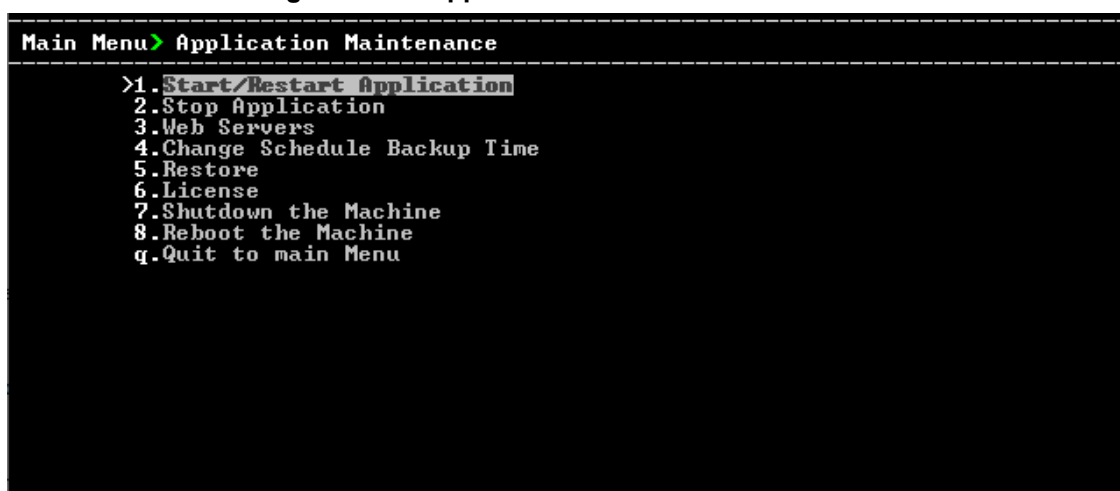 Main Menu> Application Maintenance
>1.Start/Restart Application
2.Stop Application
3.Web Servers
4.Change Schedule Backup Time
5.Restore
6.License
7.Shutdown the Machine
8.Reboot the Machine
q.Quit to main Menu